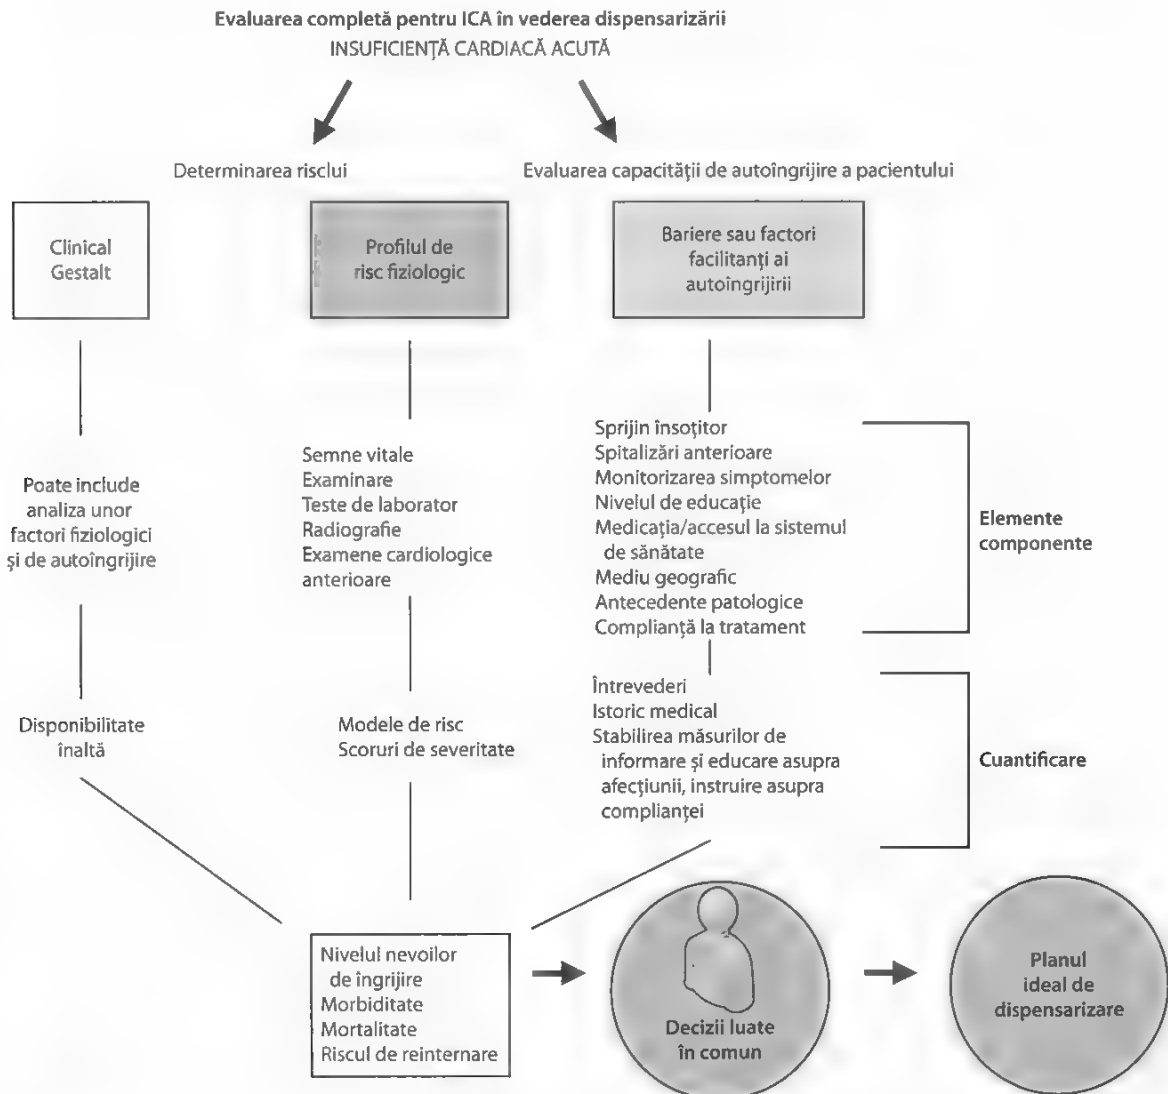 Evaluarea completă pentru ICA în vederea dispensarizării
INSUFICIENȚĂ CARDIACĂ ACUTĂ
Determinarea risclui
Evaluarea capacității de autoîngrijire a pacientului
Clinical
Gestalt
Profilul de
risc fiziologic
Bariere sau factori
facilitanți ai
autoîngrijirii
Poate include
analiza unor
factori fiziologici
și de autoîngrijire
Semne vitale
Examinare
Teste de laborator
Radiografie
Examene cardiologice
anterioare
Sprijin însoțitor
Spitalizări anterioare
Monitorizarea simptomelor
Nivelul de educație
Medicația/accesul la sistemul
de sănătate
Mediu geografic
Antecedente patologice
Complianță la tratament
Elemente
componente
Disponibilitate
înaltă
Modele de risc
Scoruri de severitate
Întrevederi
Istoric medical
Stabilirea măsurilor de
informare și educare asupra
afecțiunii, instruire asupra
complianței
Cuantificare
Nivelul nevoilor
de îngrijire
Morbiditate
Mortalitate
Riscul de reinternare
Decizii luate
în comun
Planul
ideal de
dispensarizare